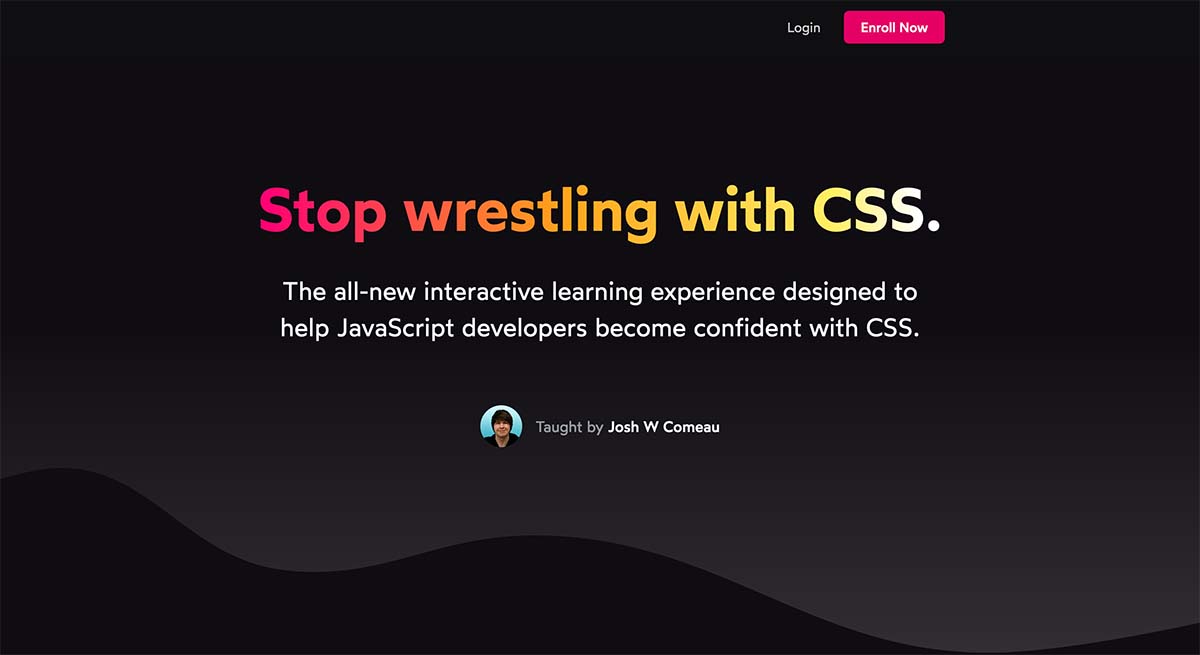 Login
Enroll Now
Stop wrestling with CSS.
The all-new interactive learning experience designed to
help JavaScript developers become confident with CSS.
Taught by Josh W Comeau